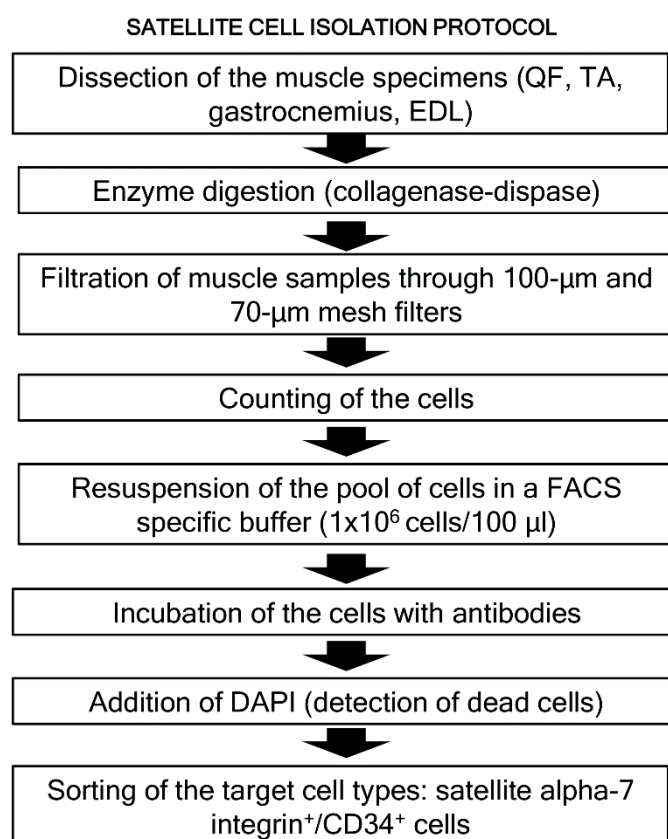 SATELLITE CELL ISOLATION PROTOCOL
Dissection of the muscle specimens (QF, TA,
gastrocnemius, EDL)
Enzyme digestion (collagenase-dispase)
Filtration of muscle samples through 100-µm and
70-µm mesh filters
Counting of the cells
Resuspension of the pool of cells in a FACS
specific buffer (1x10⁶ cells/100 µl)
Incubation of the cells with antibodies
Addition of DAPI (detection of dead cells)
Sorting of the target cell types: satellite alpha-7
integrin⁺/CD34⁺ cells